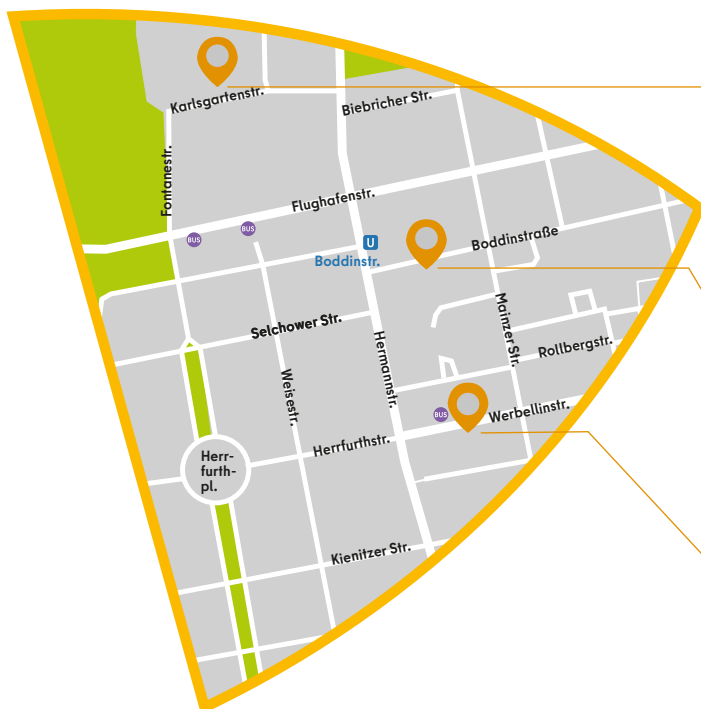 Karlsgartenstr.
Biebricher Str.
Fontanestr.
Flughafenstr.
BUS
BUS
U
Boddinstr.
Boddinstraße
Selchower Str.
Mainzer Str.
Hermannstr.
Rollbergstr.
Weisestr.
BUS
Werbellinstr.
Herrfurthstr.
Herr-
furth-
pl.
Kienitzer Str.